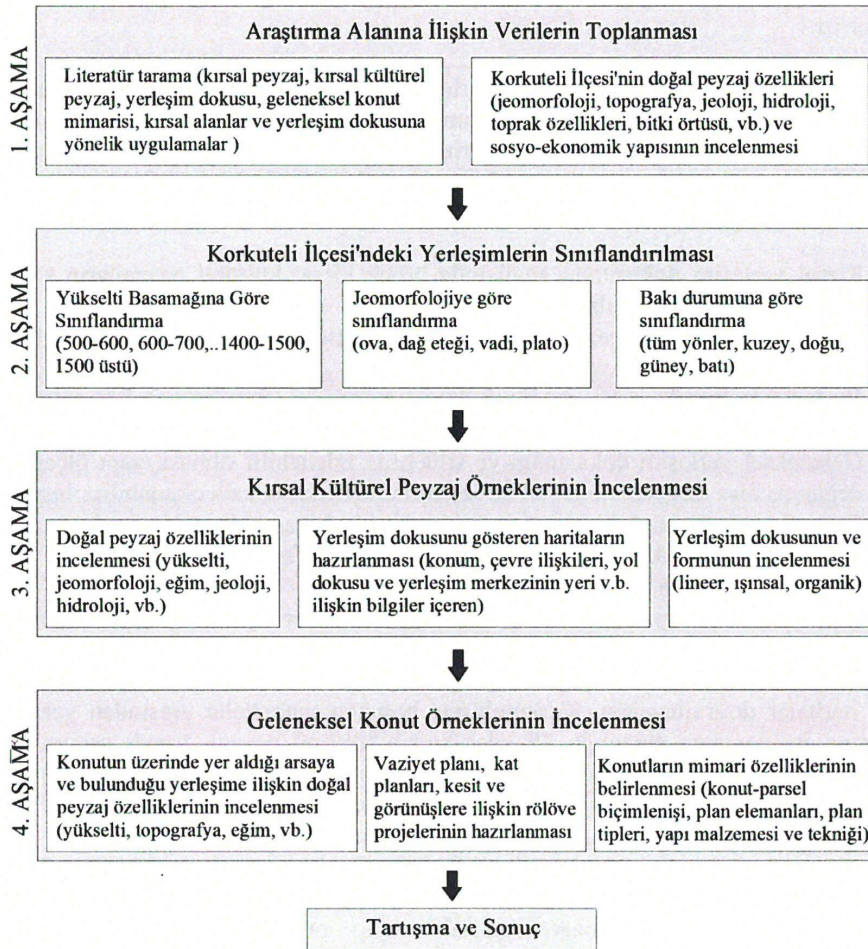 1. AŞAMA
Araştırma Alanına İlişkin Verilerin Toplanması
Literatür tarama (kırsal peyzaj, kırsal kültürel
peyzaj, yerleşim dokusu, geleneksel konut
mimarisi, kırsal alanlar ve yerleşim dokusuna
yönelik uygulamalar )
Korkuteli İlçesi'nin doğal peyzaj özellikleri
(jeomorfoloji, topografya, jeoloji, hidroloji,
toprak özellikleri, bitki örtüsü, vb.) ve
sosyo-ekonomik yapısının incelenmesi
2. AŞAMA
Korkuteli İlçesi'ndeki Yerleşimlerin Sınıflandırılması
Yükselti Basamağına Göre
Sınıflandırma
(500-600, 600-700,..1400-1500,
1500 üstü)
Jeomorfolojiye göre
sınıflandırma
(ova, dağ eteği, vadi, plato)
Bakı durumuna göre
sınıflandırma
(tüm yönler, kuzey, doğu,
güney, batı)
3. AŞAMA
Kırsal Kültürel Peyzaj Örneklerinin İncelenmesi
Doğal peyzaj özelliklerinin
incelenmesi (yükselti,
jeomorfoloji, eğim, jeoloji,
hidroloji, vb.)
Yerleşim dokusunu gösteren haritaların
hazırlanması (konum, çevre ilişkileri, yol
dokusu ve yerleşim merkezinin yeri v.b.
ilişkin bilgiler içeren)
Yerleşim dokusunun ve
formunun incelenmesi
(lineer, ışınsal, organik)
4. AŞAMA
Geleneksel Konut Örneklerinin İncelenmesi
Konutun üzerinde yer aldığı arsaya
ve bulunduğu yerleşime ilişkin doğal
peyzaj özelliklerinin incelenmesi
(yükselti, topografya, eğim, vb.)
Vaziyet planı, kat
planları, kesit ve
görünüşlere ilişkin rölöve
projelerinin hazırlanması
Konutların mimari özelliklerinin
belirlenmesi (konut-parsel
biçimlenişi, plan elemanları, plan
tipleri, yapı malzemesi ve tekniği)
Tartışma ve Sonuç